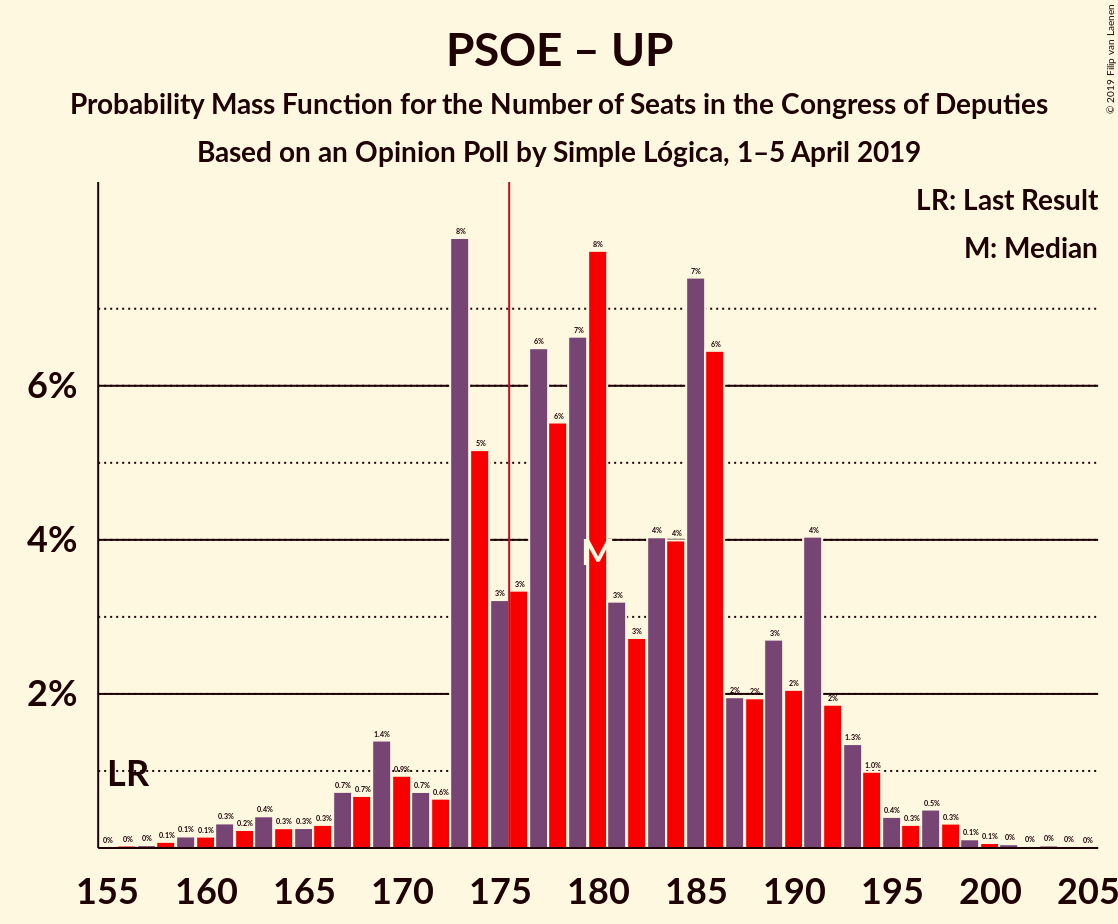 PSOE – UP
Probability Mass Function for the Number of Seats in the Congress of Deputies
Based on an Opinion Poll by Simple Lógica, 1–5 April 2019
© 2019 Filip van Laenen
LR: Last Result
M: Median
6%
4%
2%
LR
M
0% 0% 0% 0.1% 0.1% 0.1% 0.3% 0.2% 0.4% 0.3% 0.3% 0.3% 0.7% 0.7% 1.4% 0.9% 0.7% 0.6% 8% 5% 3% 3% 6% 6% 7% 8% 3% 3% 4% 4% 7% 6% 2% 2% 3% 2% 4% 2% 1.3% 1.0% 0.4% 0.3% 0.5% 0.3% 0.1% 0.1% 0% 0% 0% 0% 0%
155 160 165 170 175 180 185 190 195 200 205